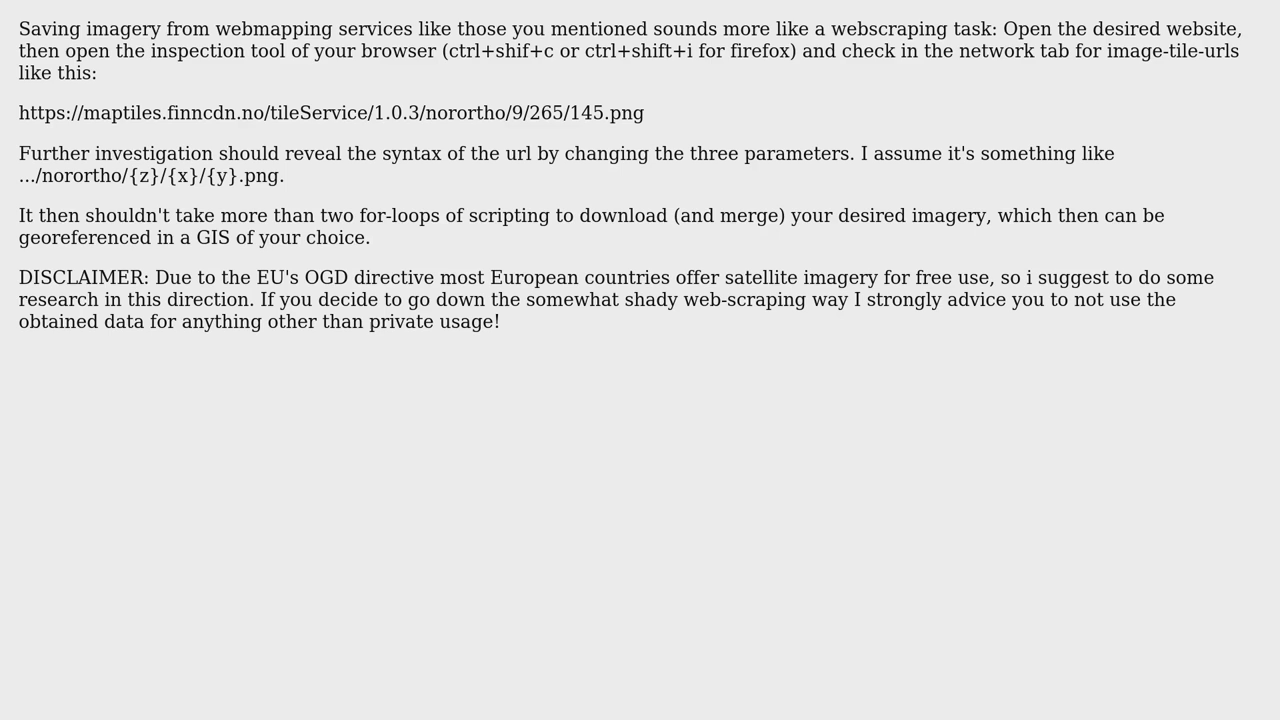 Saving imagery from webmapping services like those you mentioned sounds more like a webscraping task: Open the desired website,
then open the inspection tool of your browser (ctrl+shif+c or ctrl+shift+i for firefox) and check in the network tab for image-tile-urls
like this:
https://maptiles.finncdn.no/tileService/1.0.3/norortho/9/265/145.png
Further investigation should reveal the syntax of the url by changing the three parameters. I assume it's something like
.../norortho/{z}/{x}/{y}.png.
It then shouldn't take more than two for-loops of scripting to download (and merge) your desired imagery, which then can be
georeferenced in a GIS of your choice.
DISCLAIMER: Due to the EU's OGD directive most European countries offer satellite imagery for free use, so i suggest to do some
research in this direction. If you decide to go down the somewhat shady web-scraping way I strongly advice you to not use the
obtained data for anything other than private usage!